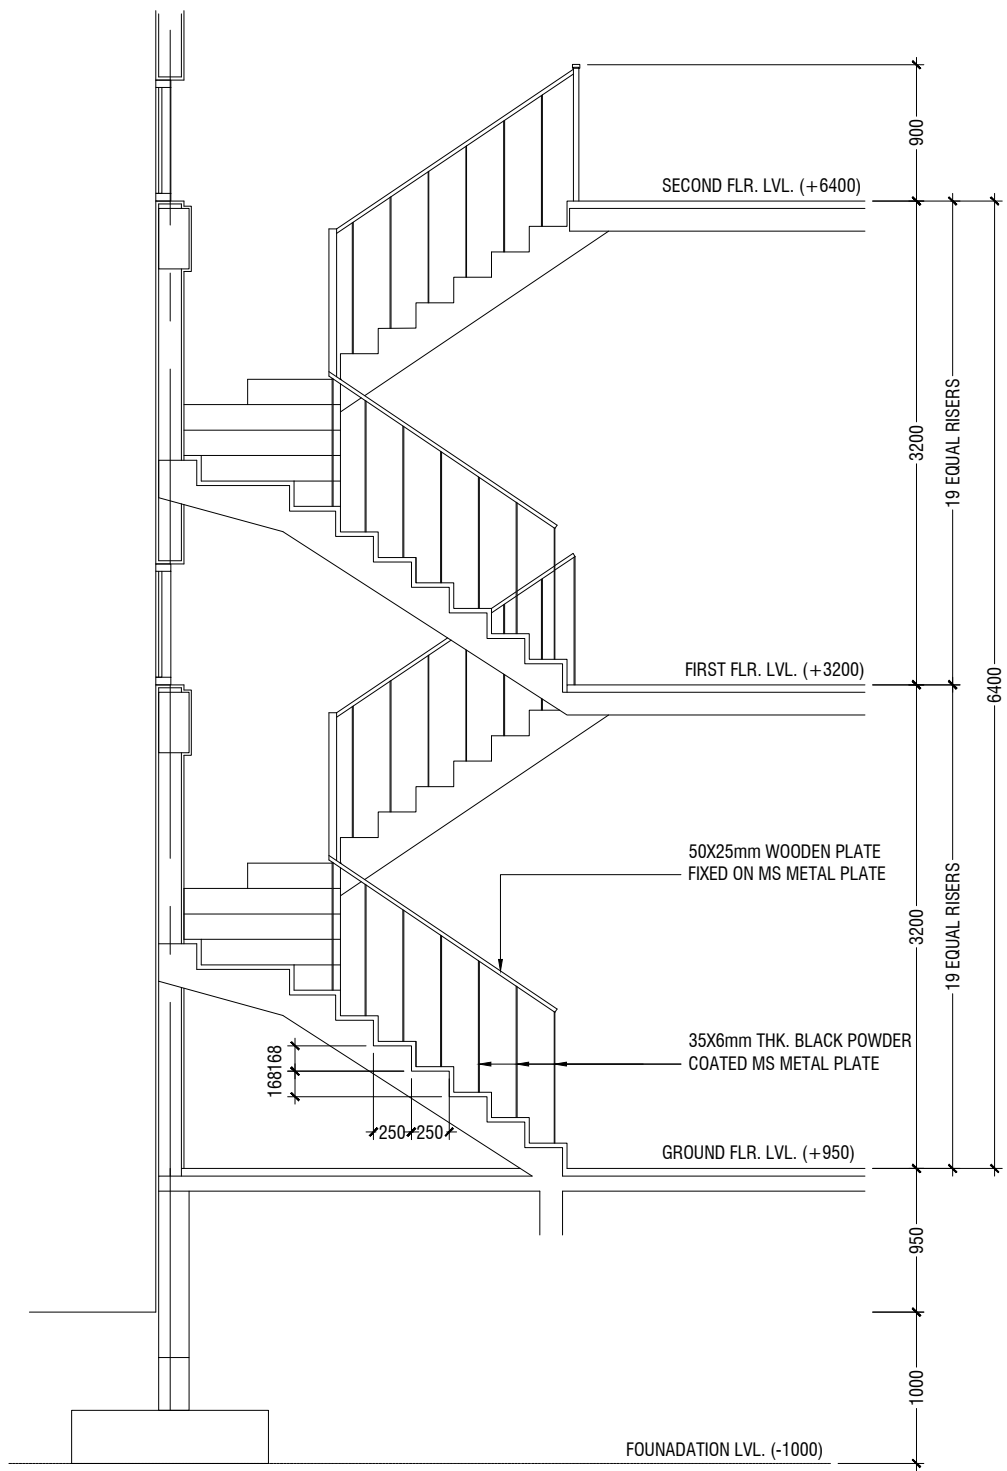 900
SECOND FLR. LVL. (+6400)
3200
19 EQUAL RISERS
6400
FIRST FLR. LVL. (+3200)
50X25mm WOODEN PLATE
FIXED ON MS METAL PLATE
3200
19 EQUAL RISERS
35X6mm THK. BLACK POWDER
COATED MS METAL PLATE
168
168
250
250
GROUND FLR. LVL. (+950)
950
1000
FOUNADATION LVL. (-1000)